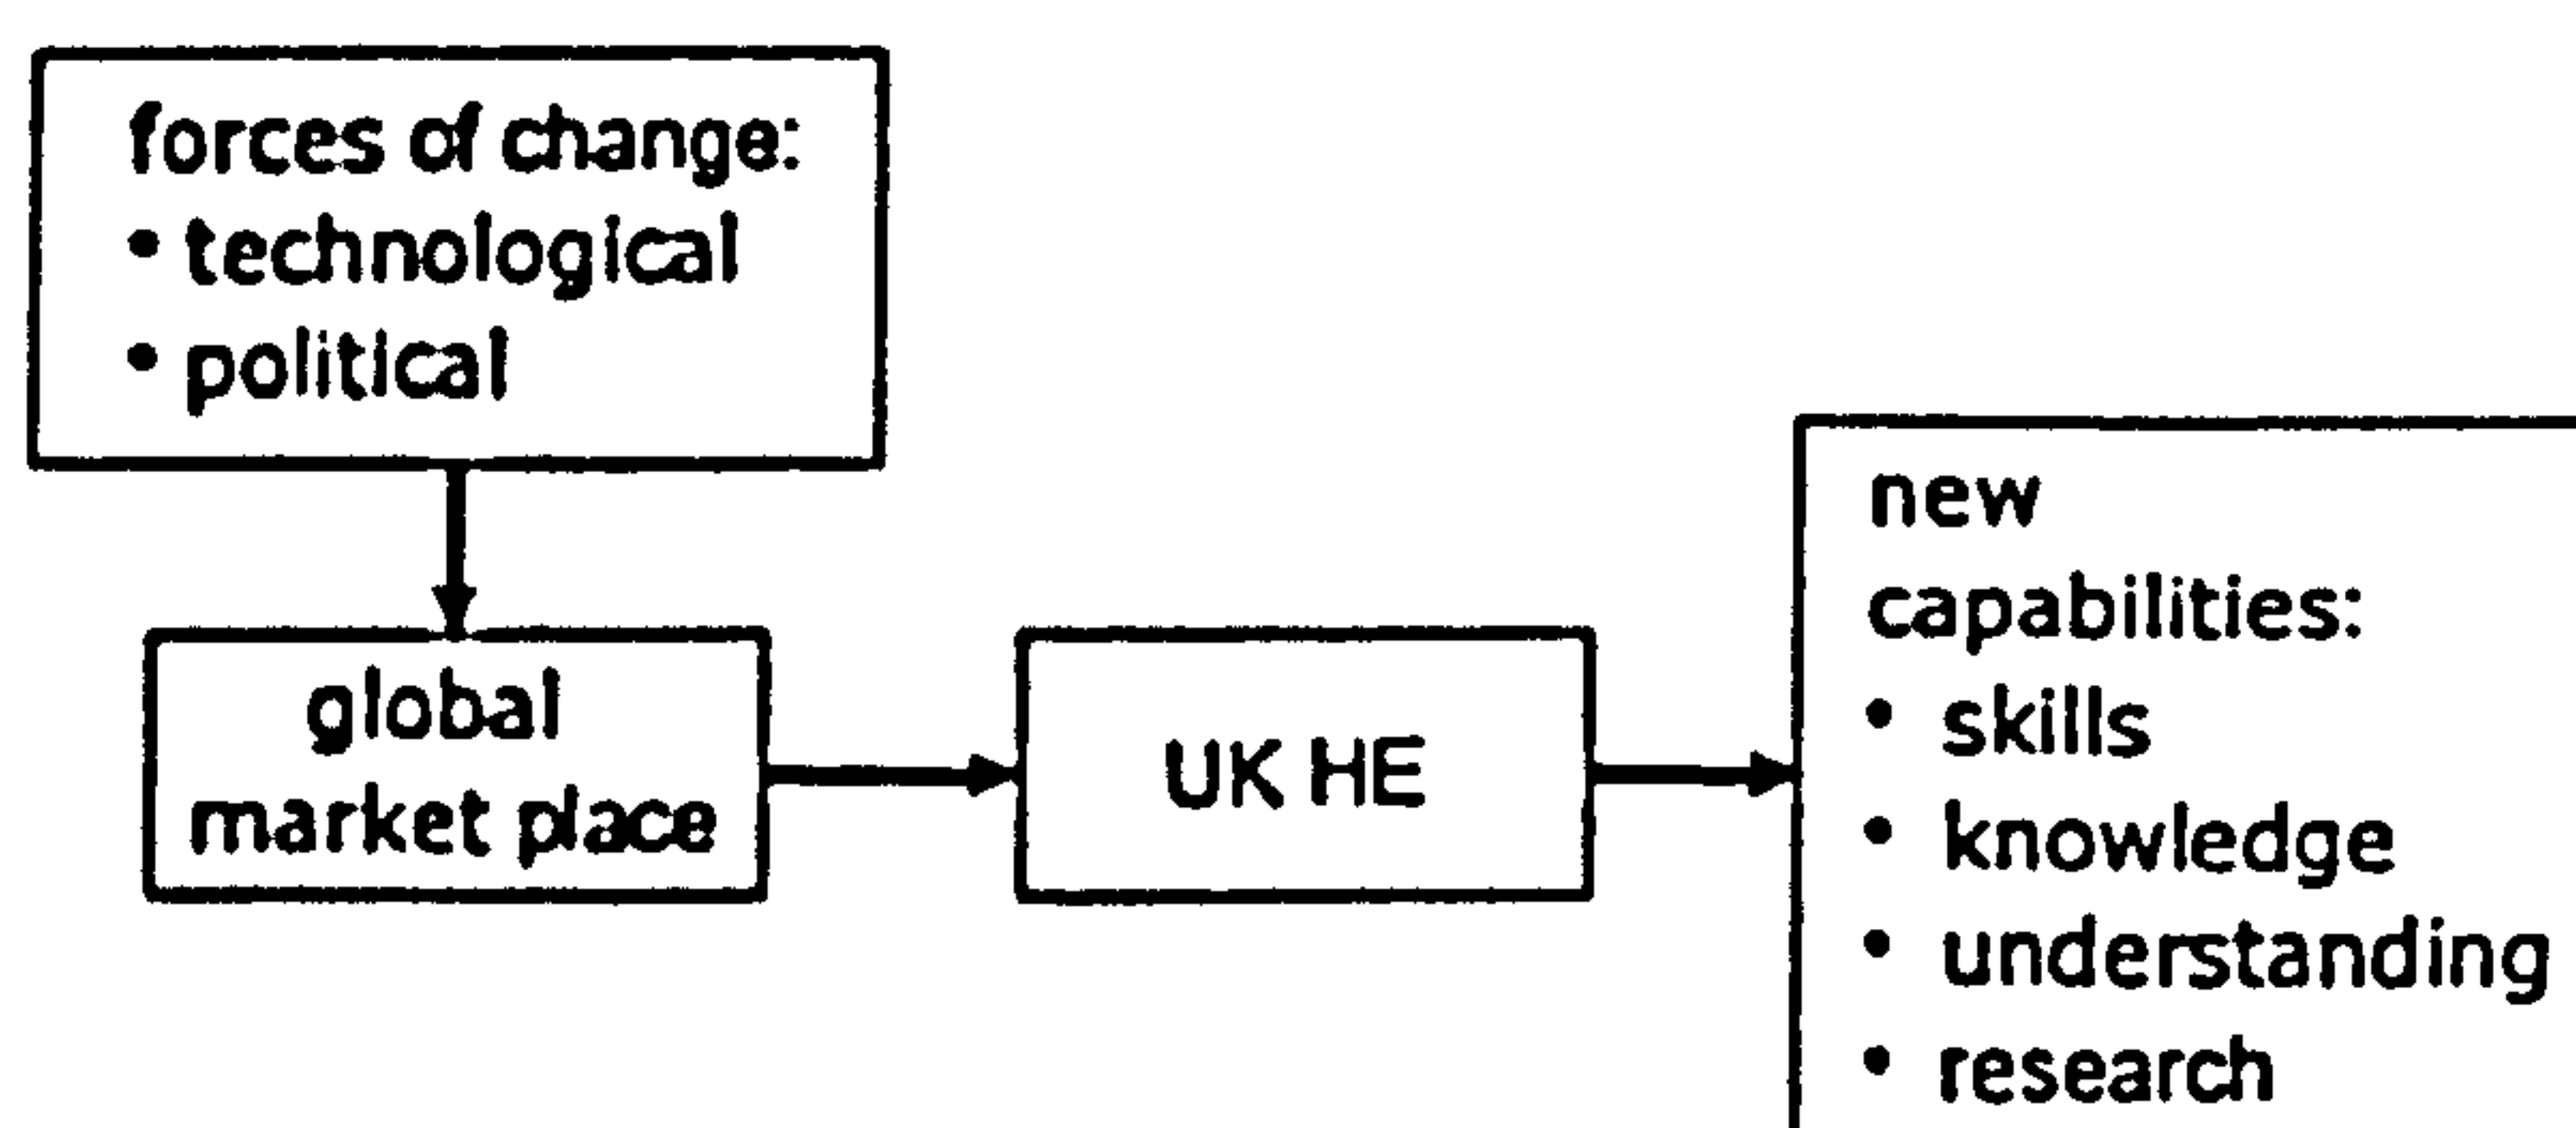 forces of change:
• technological
• political
global
market place
UK HE
new
capabilities:
• skills
• knowledge
• understanding
• research